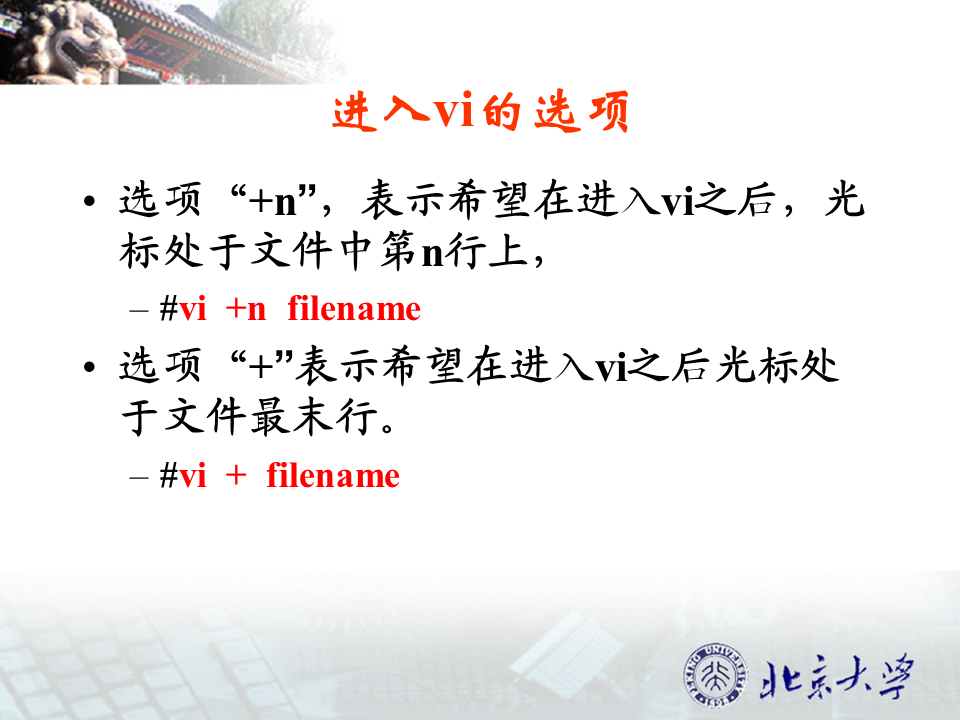 进入vi的选项
• 选项“+n”，表示希望在进入vi之后，光
标处于文件中第n行上，
– #vi +n filename
• 选项“+”表示希望在进入vi之后光标处
于文件最末行。
– #vi + filename
PEKING UNIVERSITY
1898
北京大学